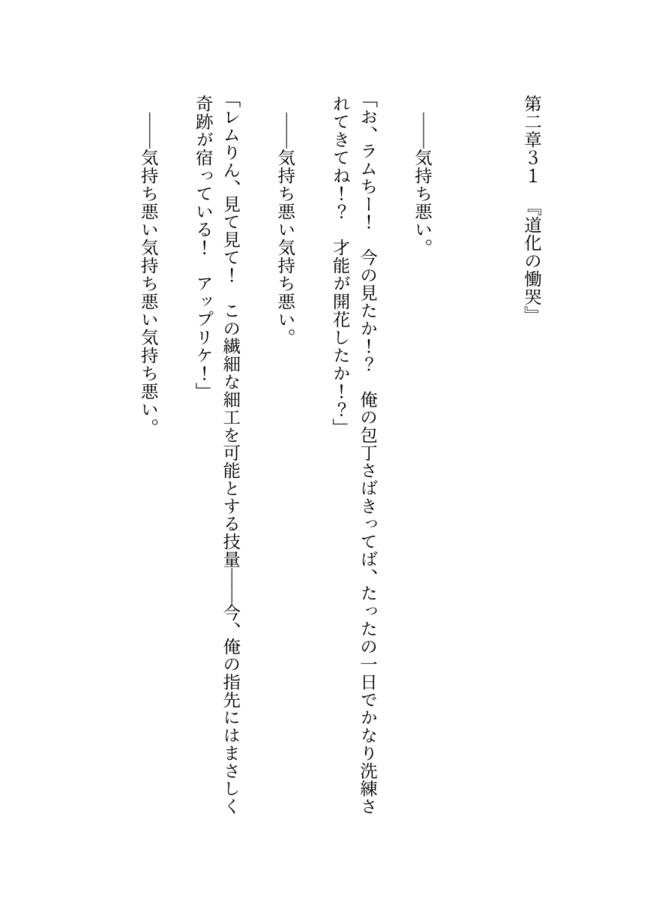 第二章３１　『道化の慟哭』
――気持ち悪い。
「お、ラムちー！　今の見たか！？　俺の包丁さばきってば、たったの一日でかなり洗練さ
れてきてね！？　才能が開花したか！？」
――気持ち悪い気持ち悪い。
「レムりん、見て見て！　この繊細な細工を可能とする技量――今、俺の指先にはまさしく
奇跡が宿っている！　アップリケ！」
――気持ち悪い気持ち悪い気持ち悪い。